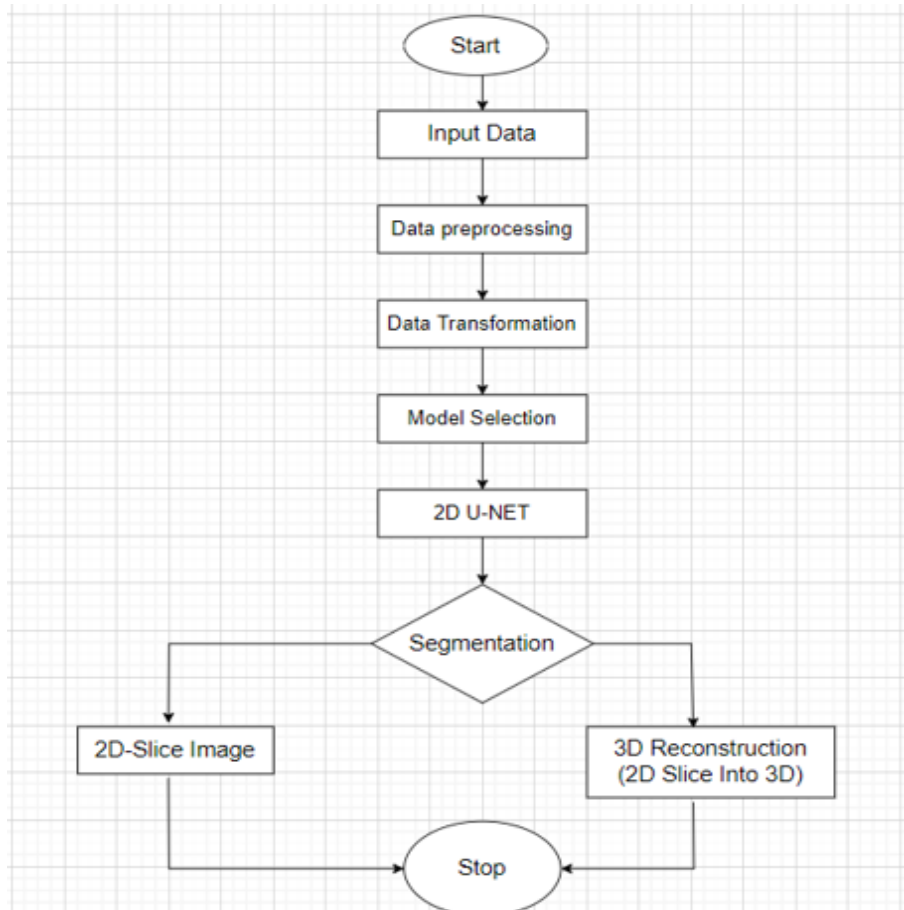 Start
Input Data
Data preprocessing
Data Transformation
Model Selection
2D U-NET
Segmentation
2D-Slice Image
3D Reconstruction
(2D Slice Into 3D)
Stop